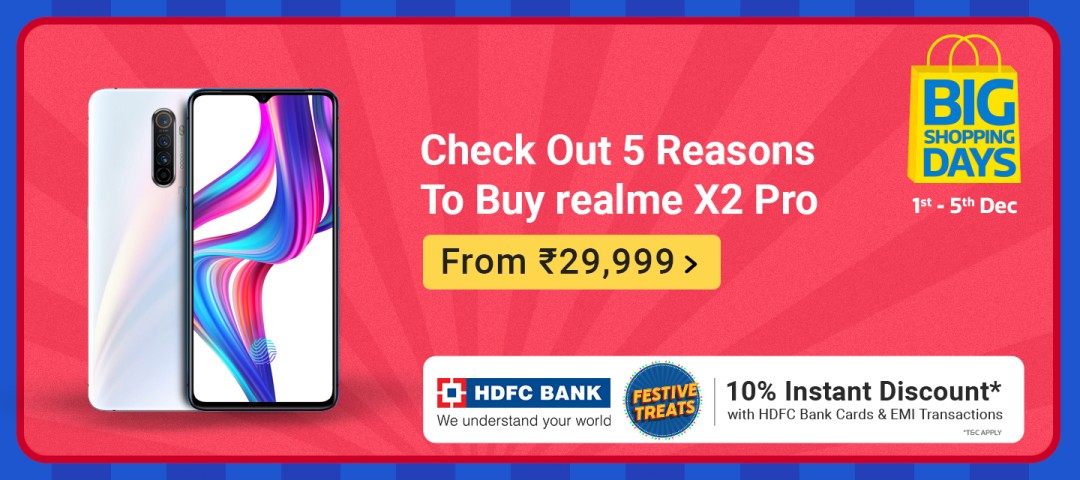 Check Out 5 Reasons
To Buy realme X2 Pro
From ₹29,999 >
BIG
SHOPPING
DAYS
1st - 5th Dec
HDFC BANK
We understand your world
FESTIVE
TREATS
10% Instant Discount*
with HDFC Bank Cards & EMI Transactions
*T&C APPLY